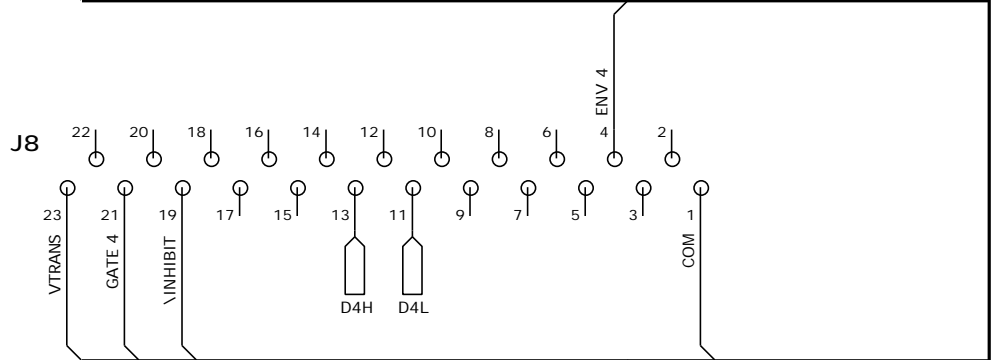 ENV 4
J8
22 20 18 16 14 12 10 8 6 4 2
23 21 19 17 15 13 11 9 7 5 3 1
VTRANS
GATE 4
\INHIBIT
COM
D4H D4L